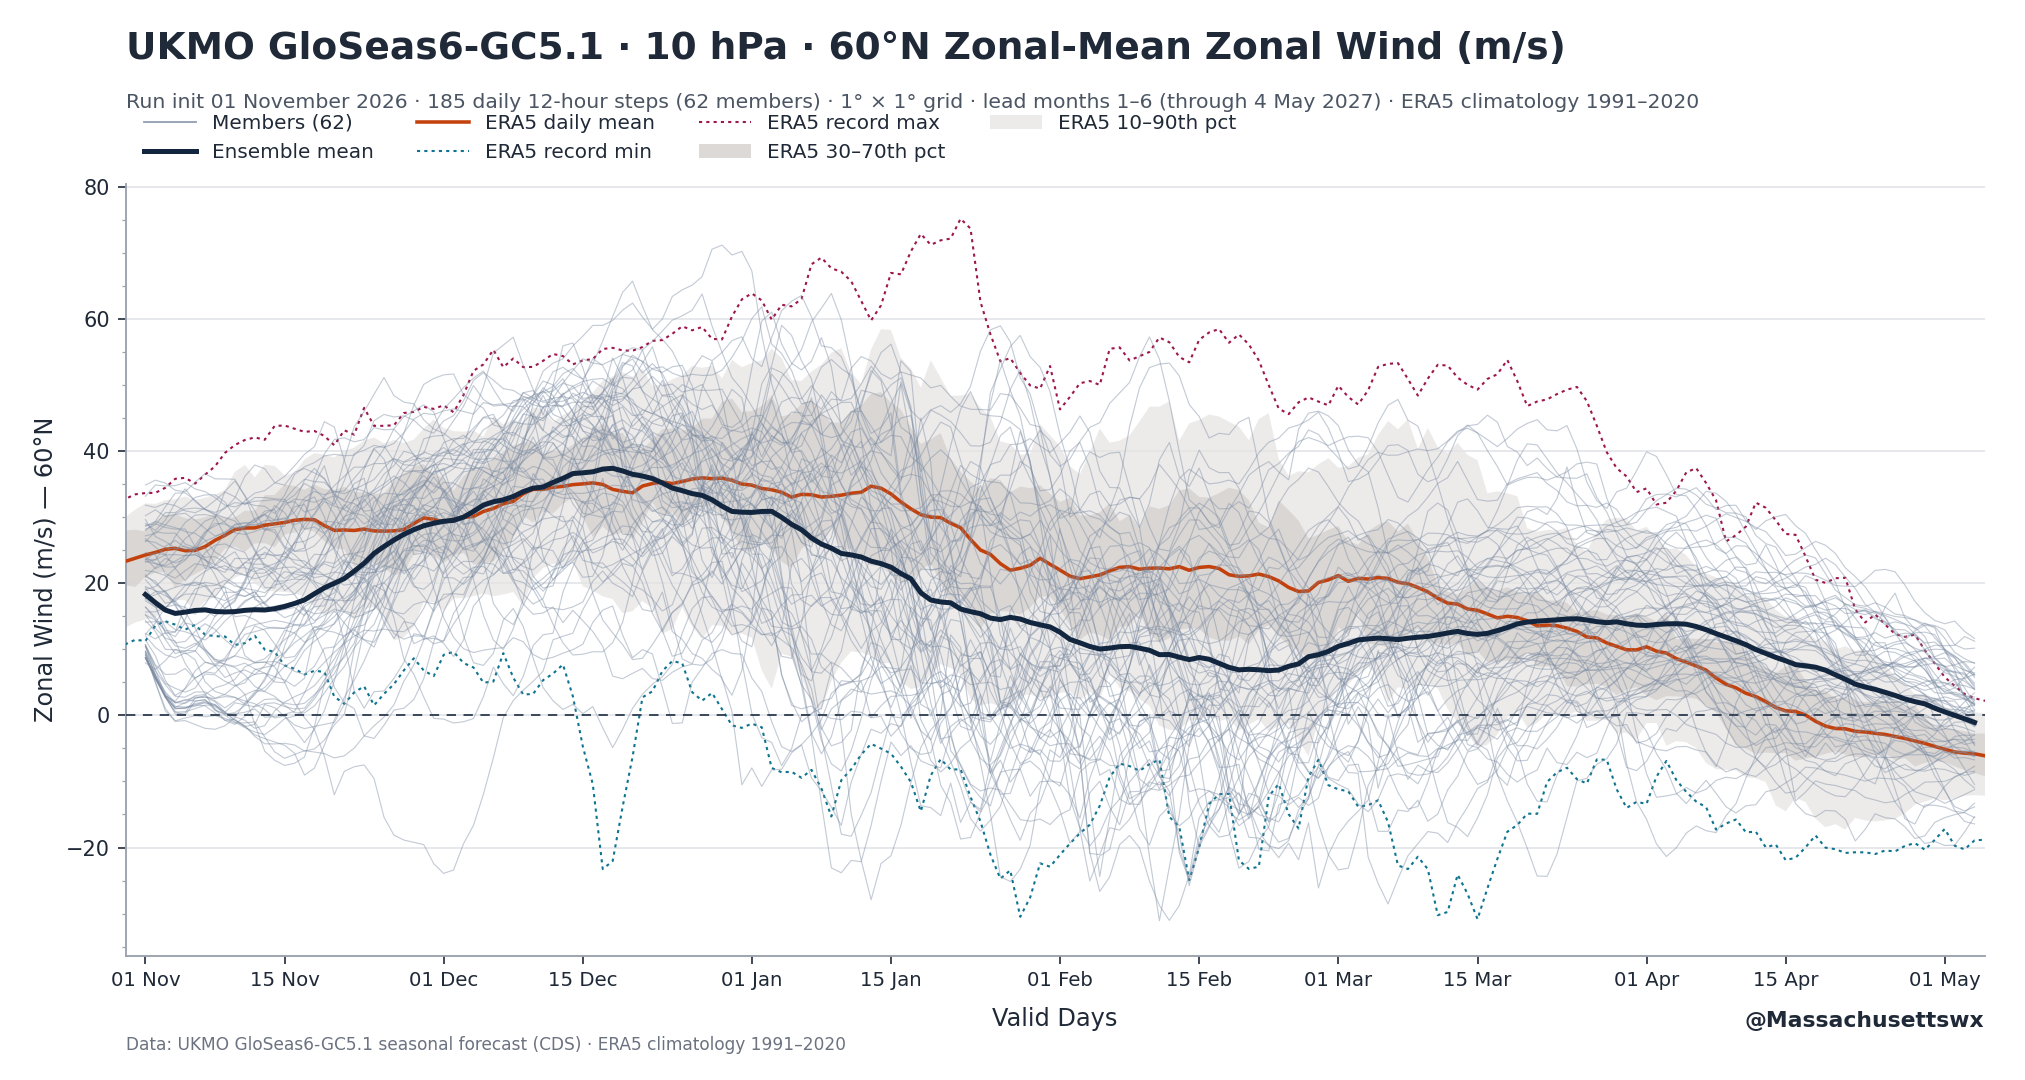 UKMO GloSeas6-GC5.1 · 10 hPa · 60°N Zonal-Mean Zonal Wind (m/s)
Run init 01 November 2026 · 185 daily 12-hour steps (62 members) · 1° × 1° grid · lead months 1–6 (through 4 May 2027) · ERA5 climatology 1991–2020
Members (62) ERA5 daily mean ERA5 record max ERA5 10–90th pct
Ensemble mean ERA5 record min ERA5 30–70th pct
80
60
40
20
0
−20
Zonal Wind (m/s) — 60°N
01 Nov 15 Nov 01 Dec 15 Dec 01 Jan 15 Jan 01 Feb 15 Feb 01 Mar 15 Mar 01 Apr 15 Apr 01 May
Valid Days
@Massachusettswx
Data: UKMO GloSeas6-GC5.1 seasonal forecast (CDS) · ERA5 climatology 1991–2020